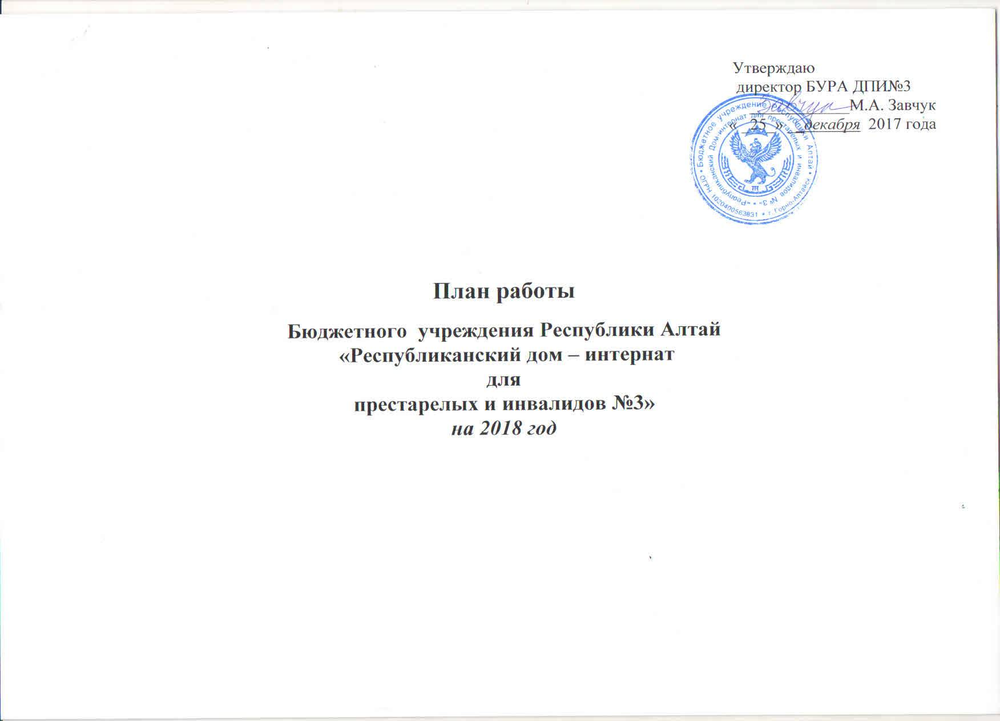 Утверждаю
директор БУРА ДПИ№3
М.А. Завчук
« 25 » декабря 2017 года
• Бюджетное учреждение Республики Алтай •
ОГРН 1020400563831 * г.Горно-Алтайск
"Республиканский Дом-интернат для престарелых и инвалидов № 3" *
План работы
Бюджетного учреждения Республики Алтай
«Республиканский дом – интернат
для
престарелых и инвалидов №3»
на 2018 год